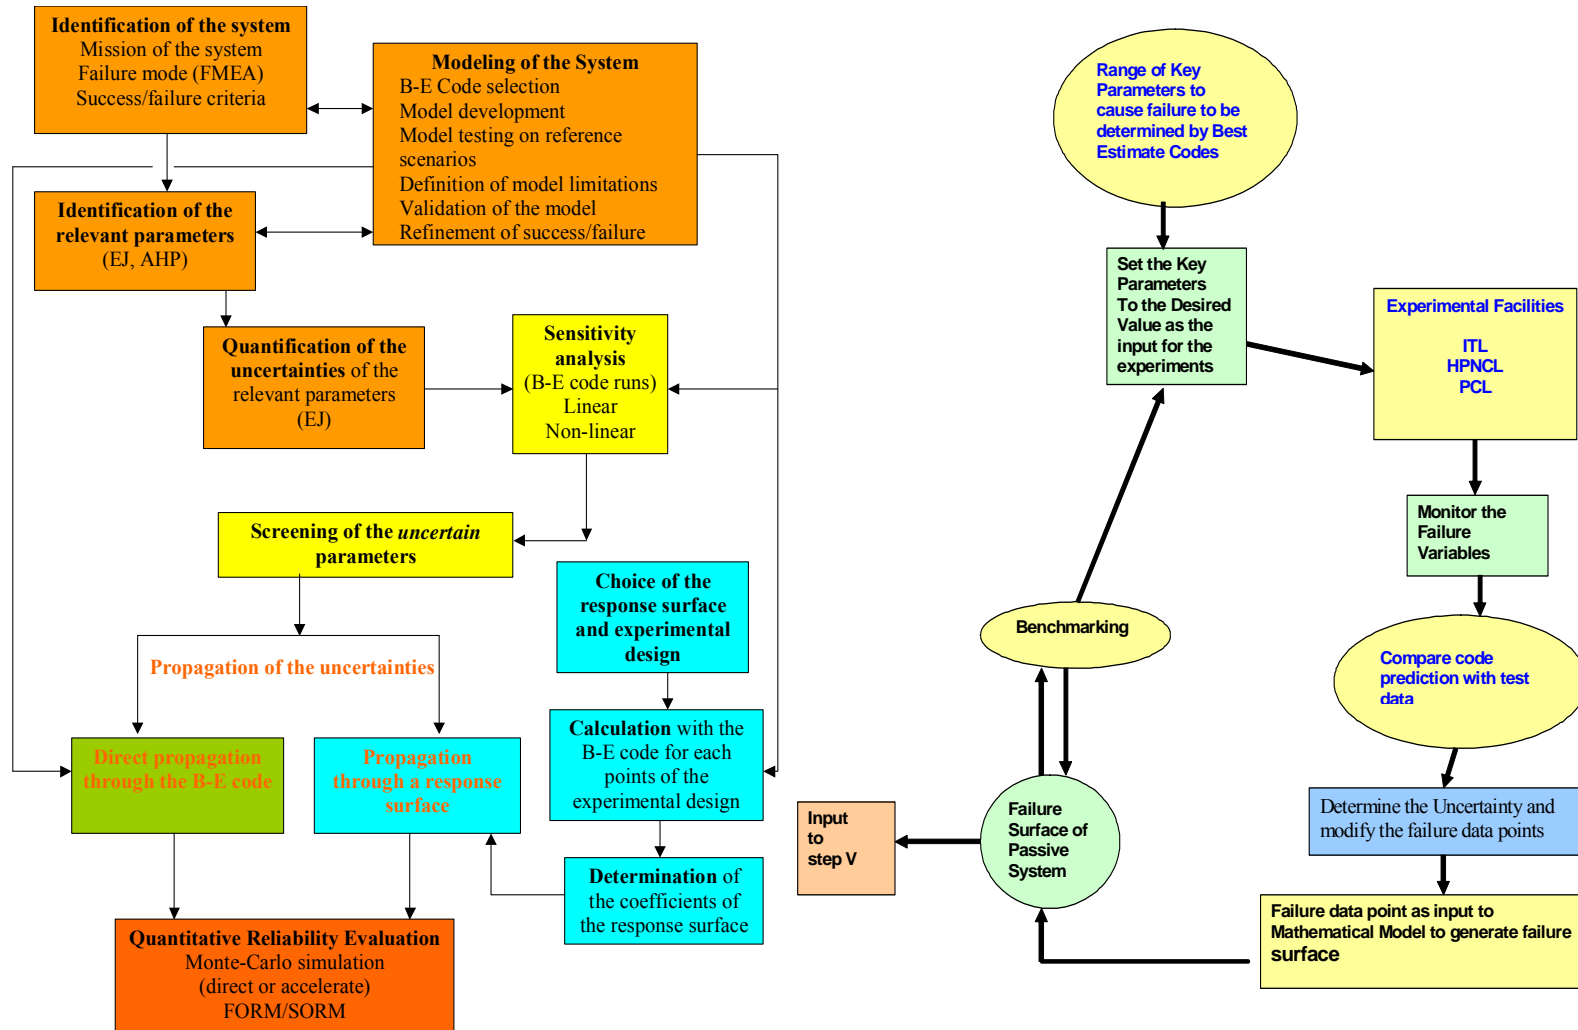 Identification of the system
Mission of the system
Failure mode (FMEA)
Success/failure criteria
Modeling of the System
B-E Code selection
Model development
Model testing on reference
scenarios
Definition of model limitations
Validation of the model
Refinement of success/failure
Identification of the
relevant parameters
(EJ, AHP)
Quantification of the
uncertainties of the
relevant parameters
(EJ)
Sensitivity
analysis
(B-E code runs)
Linear
Non-linear
Screening of the uncertain
parameters
Propagation of the uncertainties
Choice of the
response surface
and experimental
design
Direct propagation
through the B-E code
Propagation
through a response
surface
Calculation with the
B-E code for each
points of the
experimental design
Determination of
the coefficients of
the response surface
Quantitative Reliability Evaluation
Monte-Carlo simulation
(direct or accelerate)
FORM/SORM
Range of Key
Parameters to
cause failure to be
determined by Best
Estimate Codes
Set the Key
Parameters
To the Desired
Value as the
input for the
experiments
Experimental Facilities
ITL
HPNCL
PCL
Monitor the
Failure
Variables
Compare code
prediction with test
data
Determine the Uncertainty and
modify the failure data points
Failure data point as input to
Mathematical Model to generate failure
surface
Benchmarking
Failure
Surface of
Passive
System
Input
to
step V